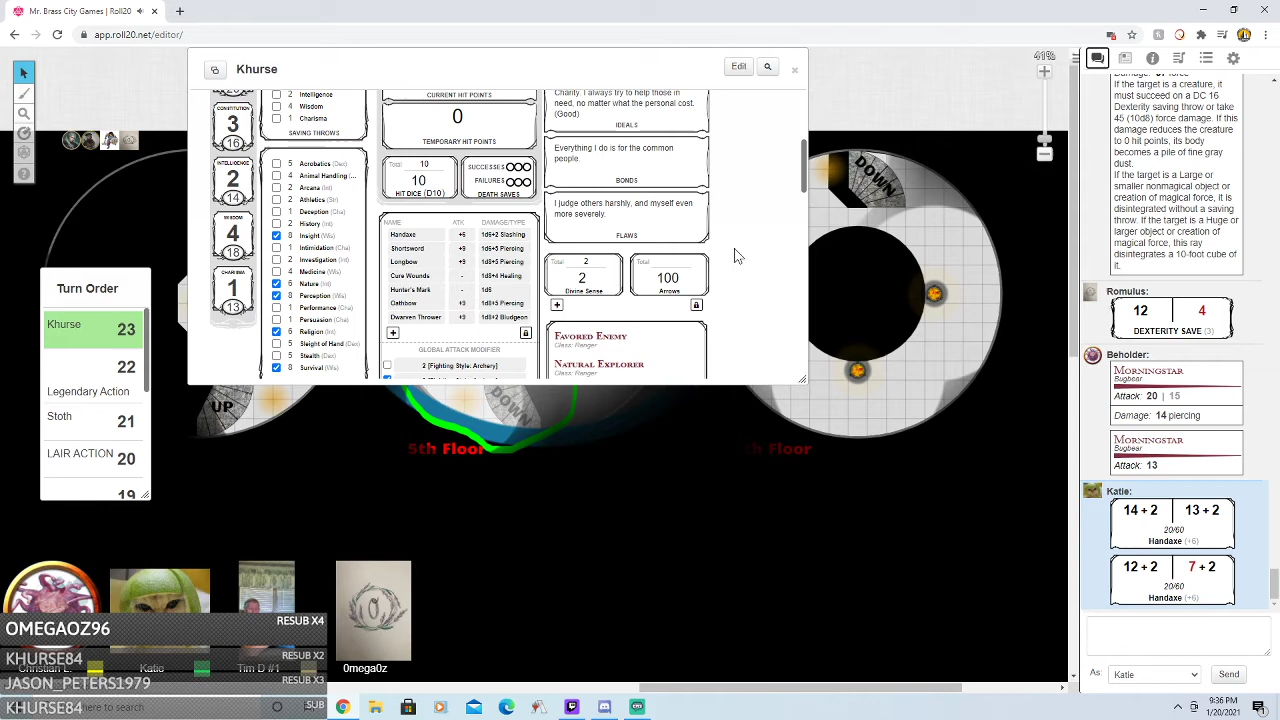 Mr. Brass City Games | Roll20
app.roll20.net/editor/
41%
Khurse
Edit
CONSTITUTION
3
16
INTELLIGENCE
2
14
WISDOM
4
18
CHARISMA
1
13
2 Intelligence
4 Wisdom
1 Charisma
SAVING THROWS
5 Acrobatics (Dex)
4 Animal Handling (...
2 Arcana (Int)
2 Athletics (Str)
1 Deception (Cha)
2 History (Int)
8 Insight (Wis)
1 Intimidation (Cha)
2 Investigation (Int)
4 Medicine (Wis)
6 Nature (Int)
8 Perception (Wis)
1 Performance (Cha)
1 Persuasion (Cha)
6 Religion (Int)
5 Sleight of Hand (Dex)
5 Stealth (Dex)
8 Survival (Wis)
CURRENT HIT POINTS
0
TEMPORARY HIT POINTS
Total 10
10
HIT DICE (D10)
SUCCESSES
FAILURES
DEATH SAVES
NAME ATK DAMAGE/TYPE
Handaxe +6 1d6+2 Slashing
Shortsword +9 1d6+5 Piercing
Longbow +9 1d8+5 Piercing
Cure Wounds - 1d8+4 Healing
Hunter's Mark - 1d6
Oathbow +9 1d8+5 Piercing
Dwarven Thrower +9 1d8+2 Bludgeon
GLOBAL ATTACK MODIFIER
2 [Fighting Style: Archery]
Charity. I always try to help those in
need, no matter what the personal cost.
(Good)
IDEALS
Everything I do for the common
people.
BONDS
I judge others harshly, and myself even
more severely.
FLAWS
Total 2
2
Divine Sense
Total
100
Arrows
FAVORED ENEMY
Class: Ranger
NATURAL EXPLORER
Class: Ranger
Turn Order
Khurse 23
22
Legendary Action
Stoth 21
LAIR ACTION 20
19
UP
DOWN
DOWN
5th Floor
th Floor
If the target is a creature, it
must succeed on a DC 16
Dexterity saving throw or take
45 (10d8) force damage. If this
damage reduces the creature
to 0 hit points, its body
becomes a pile of fine gray
dust.
If the target is a Large or
smaller nonmagical object or
creation of magical force, it is
disintegrated without a saving
throw. If the target is a Huge or
larger object or creation of
magical force, this ray
disintegrates a 10-foot cube of
it.
Romulus:
12 4
DEXTERITY SAVE (3)
Beholder:
MORNINGSTAR
Attack: 20 | 15
Damage: 14 piercing
MORNINGSTAR
Attack: 13
Katie:
14 + 2 13 + 2
20/60
Handaxe (+6)
12 + 2 7 + 2
20/60
Handaxe (+6)
As: Katie
Send
OMEGAOZ96 RESUB X4
KHURSE84 RESUB X2
JASON_PETERS1979 RESUB X3
KHURSE84 SUB
Christian L.
Katie
Tim D #1
0mega0z
here to search
9:36 PM
1/20/2021